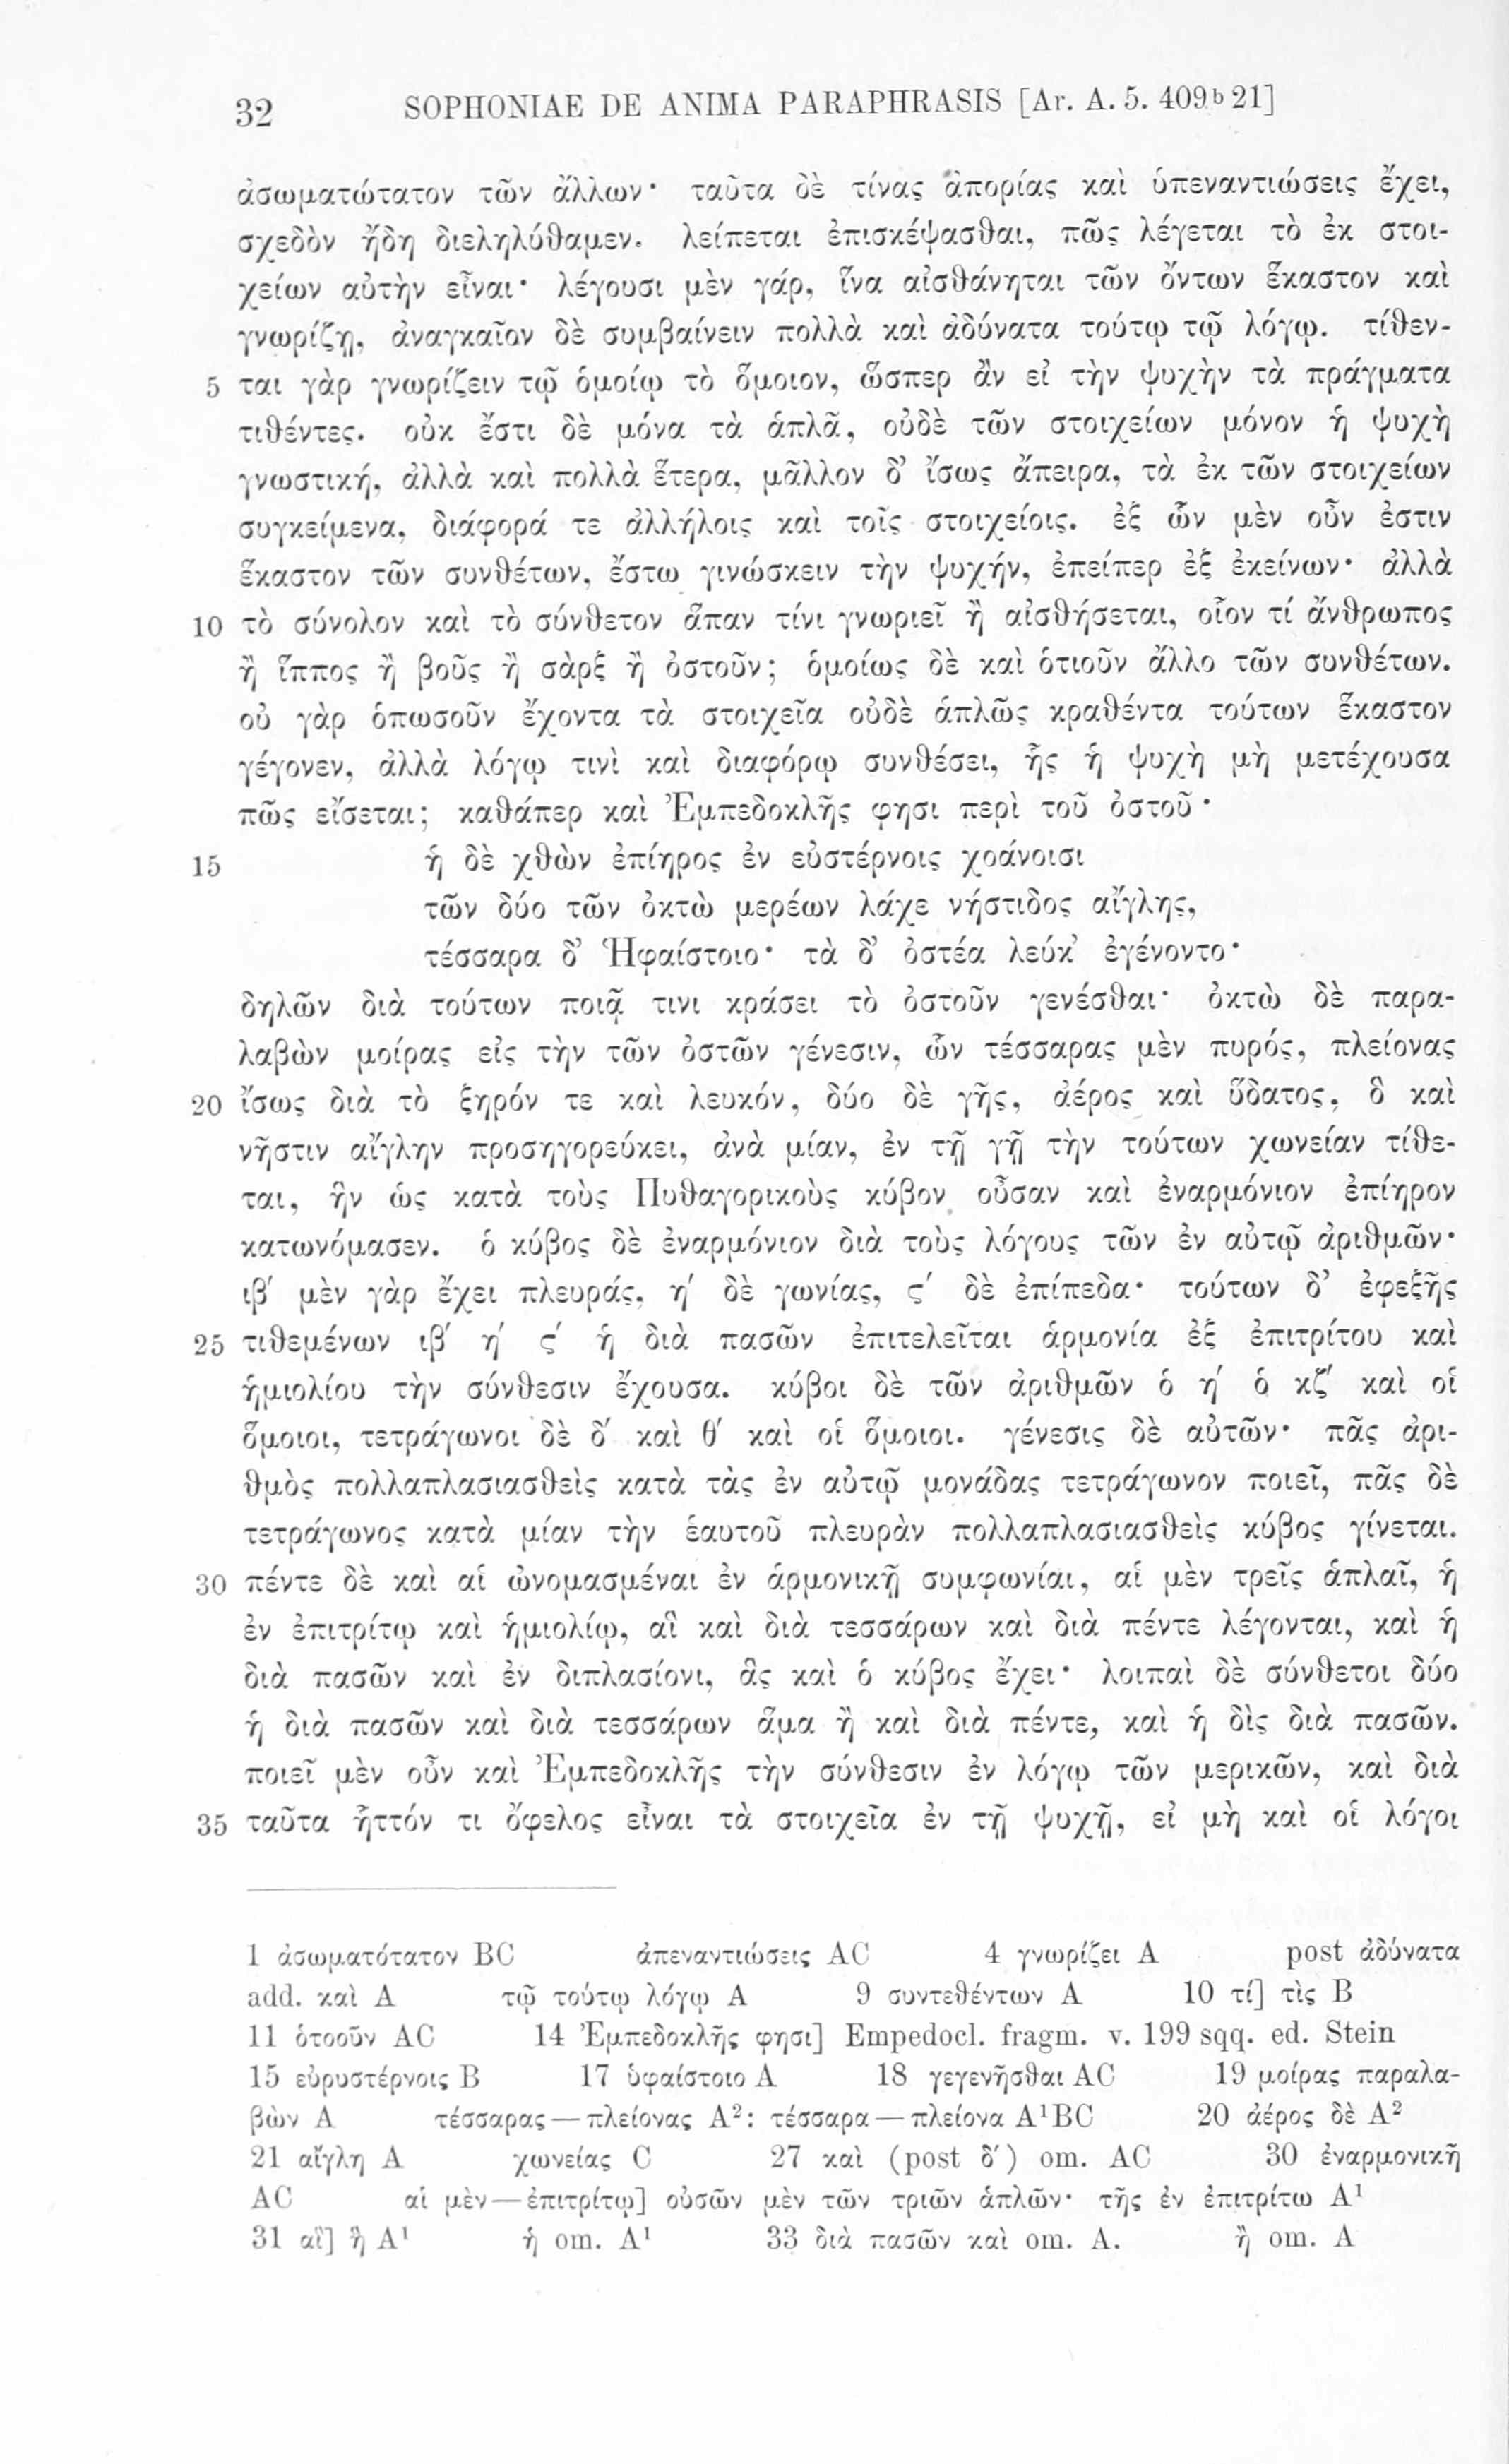 32 SOPHONIAE DE ANIMA PARAPHRASIS [Ar. A. 5. 409b 21]
ἀσωματώτατον τῶν ἄλλων· ταῦτα δὲ τίνας ἀπορίας καὶ ὑπεναντιώσεις ἔχει,
σχεδὸν ἤδη διεληλύθαμεν. λείπεται ἐπισκέψασθαι, πῶς λέγεται τὸ ἐκ στοι-
χείων αὐτὴν εἶναι· λέγουσι μὲν γάρ, ἵνα αἰσθάνηται τῶν ὄντων ἕκαστον καὶ
γνωρίζῃ, ἀναγκαῖον δὲ συμβαίνειν πολλὰ καὶ ἀδύνατα τούτῳ τῷ λόγῳ. τίθεν-
5 ται γὰρ γνωρίζειν τῷ ὁμοίῳ τὸ ὅμοιον, ὥσπερ ἂν εἰ τὴν ψυχὴν τὰ πράγματα
τιθέντες. οὐκ ἔστι δὲ μόνα τὰ ἁπλᾶ, οὐδὲ τῶν στοιχείων μόνον ἡ ψυχὴ
γνωστική, ἀλλὰ καὶ πολλὰ ἕτερα, μᾶλλον δ’ ἴσως ἄπειρα, τὰ ἐκ τῶν στοιχείων
συγκείμενα, διάφορά τε ἀλλήλοις καὶ τοῖς στοιχείοις. ἐξ ὧν μὲν οὖν ἐστιν
ἕκαστον τῶν συνθέτων, ἔστω γινώσκειν τὴν ψυχήν, ἐπείπερ ἐξ ἐκείνων· ἀλλὰ
10 τὸ σύνολον καὶ τὸ σύνθετον ἅπαν τίνι γνωριεῖ ἢ αἰσθήσεται, οἷον τί ἄνθρωπος
ἢ ἵππος ἢ βοῦς ἢ σὰρξ ἢ ὀστοῦν; ὁμοίως δὲ καὶ ὁτιοῦν ἄλλο τῶν συνθέτων.
οὐ γὰρ ὁπωσοῦν ἔχοντα τὰ στοιχεῖα οὐδὲ ἁπλῶς κραθέντα τούτων ἕκαστον
γέγονεν, ἀλλὰ λόγῳ τινὶ καὶ διαφόρῳ συνθέσει, ἧς ἡ ψυχὴ μὴ μετέχουσα
πῶς εἴσεται; καθάπερ καὶ Ἐμπεδοκλῆς φησι περὶ τοῦ ὀστοῦ·
15 ἡ δὲ χθὼν ἐπίηρος ἐν εὐστέρνοις χοάνοισι
τῶν δύο τῶν ὀκτὼ μερέων λάχε νήστιδος αἴγλης,
τέσσαρα δ’ Ἡφαίστοιο· τὰ δ’ ὀστέα λεύκ’ ἐγένοντο·
δηλῶν διὰ τούτων ποιᾷ τινι κράσει τὸ ὀστοῦν γενέσθαι· ὀκτὼ δὲ παρα-
λαβὼν μοίρας εἰς τὴν τῶν ὀστῶν γένεσιν, ὧν τέσσαρας μὲν πυρός, πλείονας
20 ἴσως διὰ τὸ ξηρόν τε καὶ λευκόν, δύο δὲ γῆς, ἀέρος καὶ ὕδατος, ὃ καὶ
νῆστιν αἴγλην προσηγορεύκει, ἀνὰ μίαν, ἐν τῇ γῇ τὴν τούτων χωνείαν τίθε-
ται, ἣν ὡς κατὰ τοὺς Πυθαγορικοὺς κύβον οὖσαν καὶ ἐναρμόνιον ἐπίηρον
κατωνόμασεν. ὁ κύβος δὲ ἐναρμόνιον διὰ τοὺς λόγους τῶν ἐν αὐτῷ ἀριθμῶν·
ιβ′ μὲν γὰρ ἔχει πλευράς, η′ δὲ γωνίας, ς′ δὲ ἐπίπεδα· τούτων δ’ ἐφεξῆς
25 τιθεμένων ιβ′ η′ ς′ ἡ διὰ πασῶν ἐπιτελεῖται ἁρμονία ἐξ ἐπιτρίτου καὶ
ἡμιολίου τὴν σύνθεσιν ἔχουσα. κύβοι δὲ τῶν ἀριθμῶν ὁ η′ ὁ κζ′ καὶ οἱ
ὅμοιοι, τετράγωνοι δὲ δ′ καὶ θ′ καὶ οἱ ὅμοιοι. γένεσις δὲ αὐτῶν· πᾶς ἀρι-
θμὸς πολλαπλασιασθεὶς κατὰ τὰς ἐν αὐτῷ μονάδας τετράγωνον ποιεῖ, πᾶς δὲ
τετράγωνος κατὰ μίαν τὴν ἑαυτοῦ πλευρὰν πολλαπλασιασθεὶς κύβος γίνεται.
30 πέντε δὲ καὶ αἱ ὠνομασμέναι ἐν ἁρμονικῇ συμφωνίαι, αἱ μὲν τρεῖς ἁπλαῖ, ἡ
ἐν ἐπιτρίτῳ καὶ ἡμιολίῳ, αἳ καὶ διὰ τεσσάρων καὶ διὰ πέντε λέγονται, καὶ ἡ
διὰ πασῶν καὶ ἐν διπλασίονι, ἃς καὶ ὁ κύβος ἔχει· λοιπαὶ δὲ σύνθετοι δύο
ἡ διὰ πασῶν καὶ διὰ τεσσάρων ἅμα ἢ καὶ διὰ πέντε, καὶ ἡ δὶς διὰ πασῶν.
ποιεῖ μὲν οὖν καὶ Ἐμπεδοκλῆς τὴν σύνθεσιν ἐν λόγῳ τῶν μερικῶν, καὶ διὰ
35 ταῦτα ἧττόν τι ὄφελος εἶναι τὰ στοιχεῖα ἐν τῇ ψυχῇ, εἰ μὴ καὶ οἱ λόγοι
1 ἀσωματότατον BC ἀπεναντιώσεις AC 4 γνωρίζει A post ἀδύνατα
add. καὶ A τῷ τούτῳ λόγῳ A 9 συντεθέντων A 10 τί] τὶς B
11 ὁτοοῦν AC 14 Ἐμπεδοκλῆς φησι] Empedocl. fragm. v. 199 sqq. ed. Stein
15 εὐρυστέρνοις B 17 ὑφαίστοιο A 18 γεγενῆσθαι AC 19 μοίρας παραλα-
βὼν A τέσσαρας — πλείονας A²: τέσσαρα — πλείονα A¹BC 20 ἀέρος δὲ A²
21 αἴγλη A χωνείας C 27 καὶ (post δ′) om. AC 30 ἐναρμονικῇ
AC αἱ μὲν — ἐπιτρίτῳ] οὐσῶν μὲν τῶν τριῶν ἁπλῶν· τῆς ἐν ἐπιτρίτω A¹
31 αἳ] ἢ A¹ ἡ om. A¹ 33 διὰ πασῶν καὶ om. A. ἢ om. A